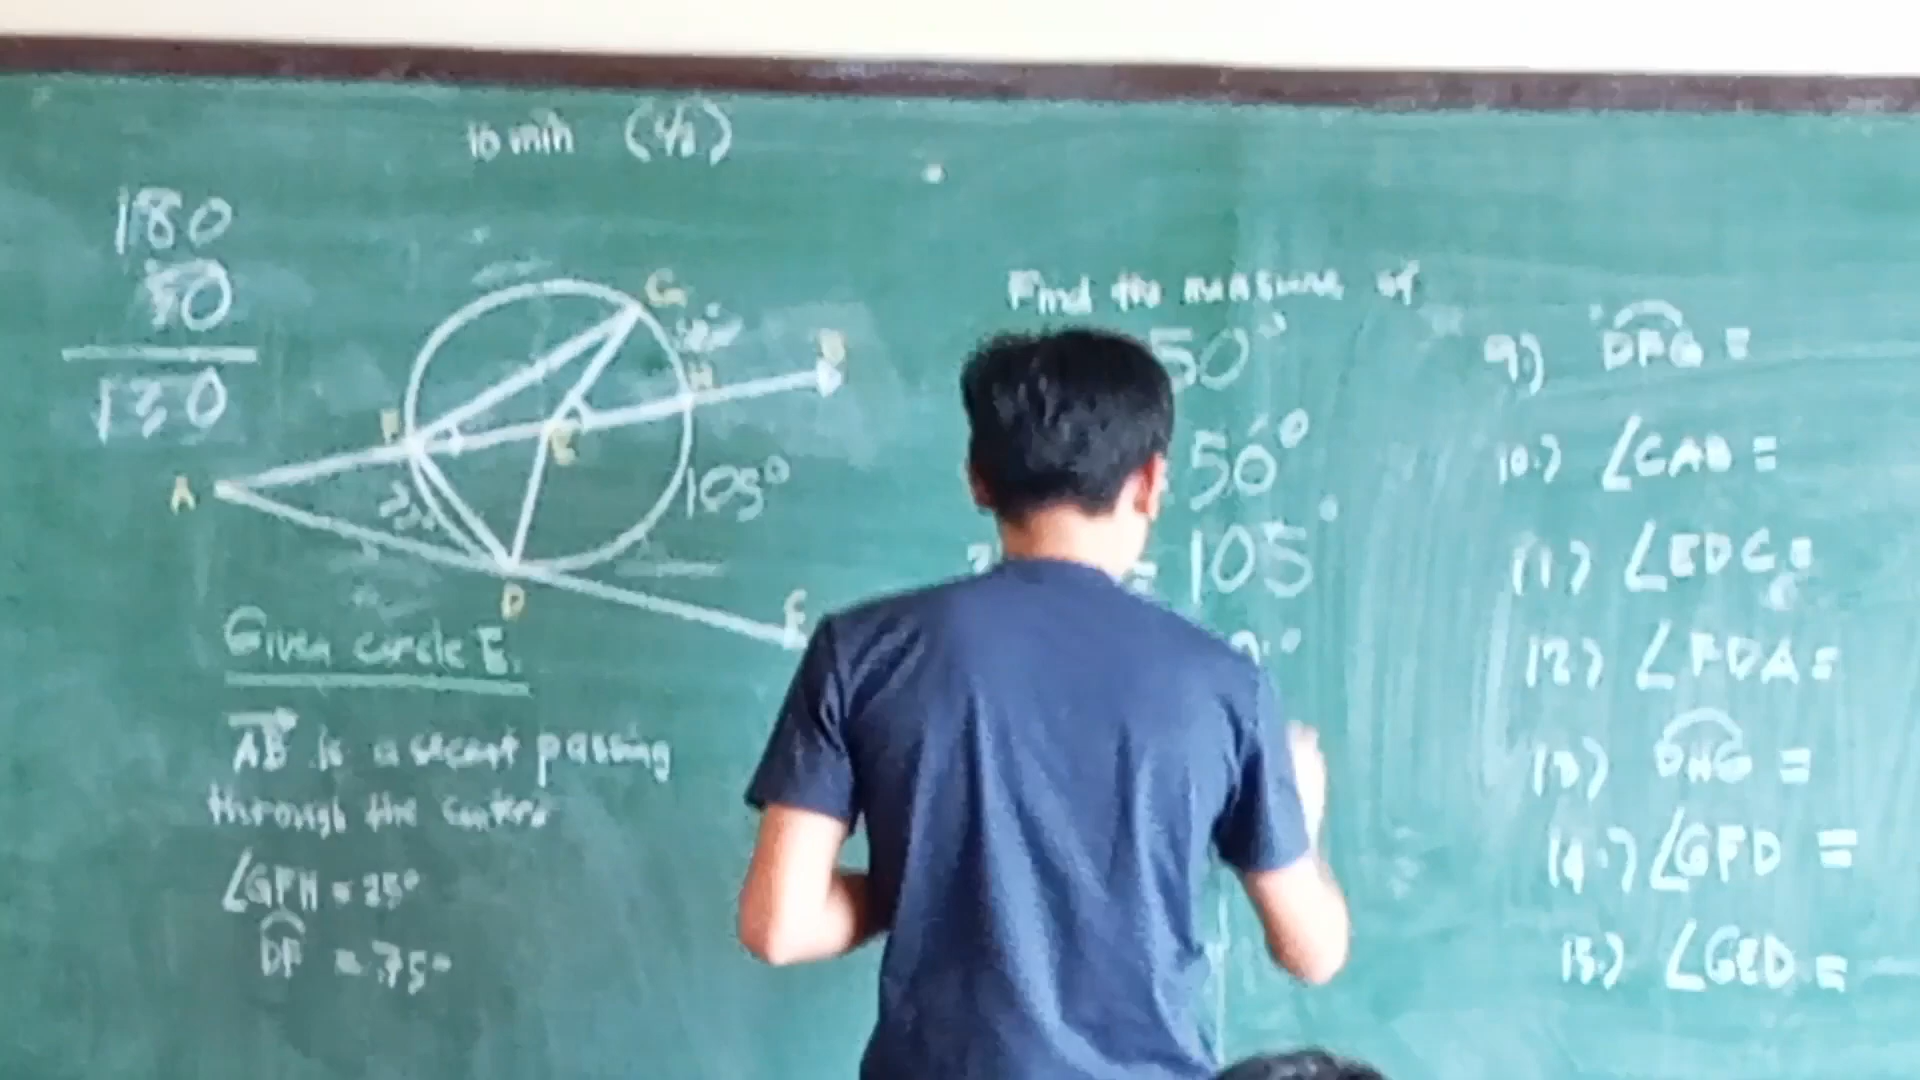 10 min (1/2)
180
50
130
G
H
B
F
E
A
105°
D
Given circle E.
AB is a secant passing
through the center
∠GFH = 25°
DF = 75°
Find the measure of
50°
50°
= 105°
9.) DFG =
10.) ∠CAB =
11.) ∠EDC =
12.) ∠FDA =
13) DHG =
14.) ∠GFD =
15.) ∠GED =